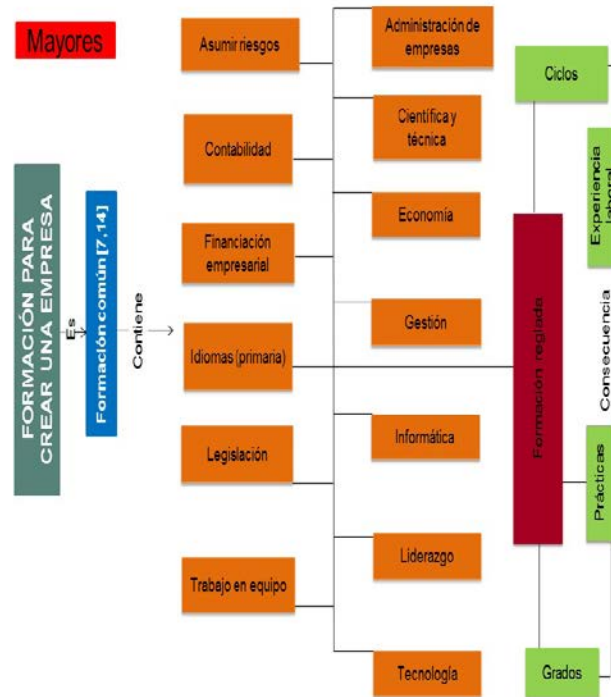 Mayores
FORMACIÓN PARA
CREAR UNA EMPRESA
Es
Formación común [7,14]
Contiene
Asumir riesgos
Contabilidad
Financiación
empresarial
Idiomas (primaria)
Legislación
Trabajo en equipo
Administración de
empresas
Científica y
técnica
Economía
Gestión
Informática
Liderazgo
Tecnología
Formación reglada
Ciclos
Experiencia
laboral
Consecuencia
Prácticas
Grados